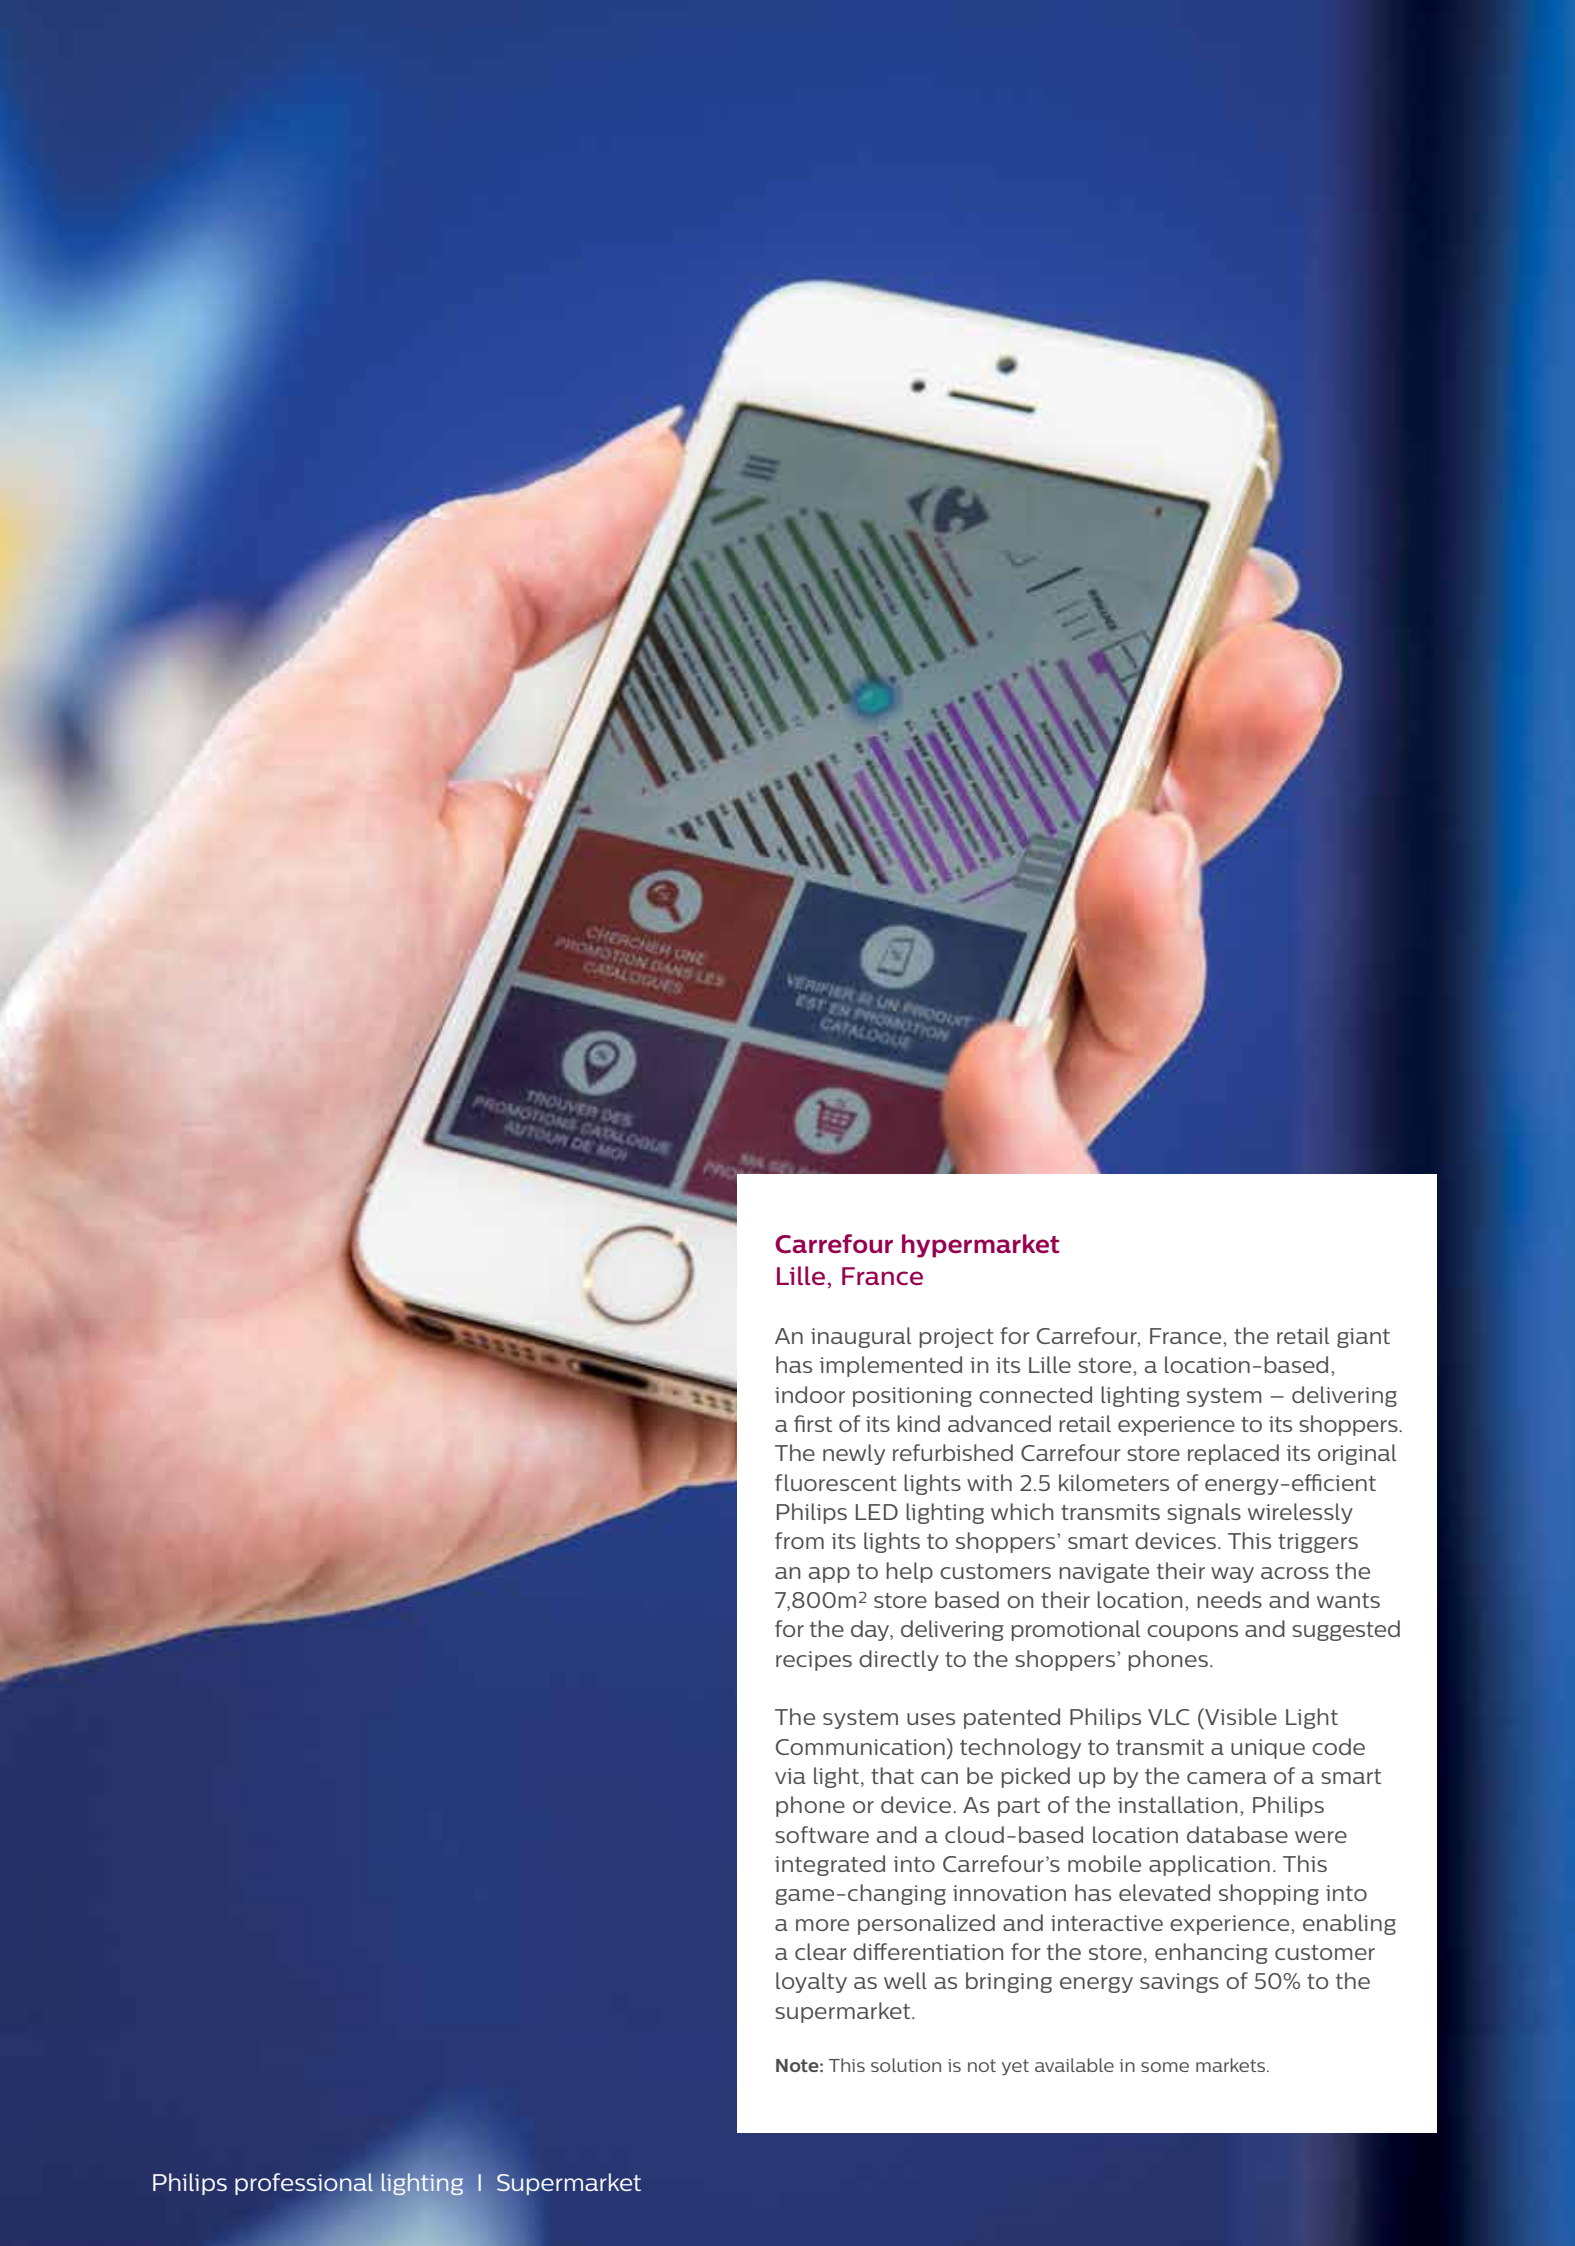 CHERCHER UNE
PROMOTION DANS LES
CATALOGUES
VÉRIFIER SI UN PRODUIT
EST EN PROMOTION
CATALOGUE
TROUVER DES
PROMOTIONS CATALOGUE
AUTOUR DE MOI
MA
Carrefour hypermarket
Lille, France
An inaugural project for Carrefour, France, the retail giant
has implemented in its Lille store, a location-based,
indoor positioning connected lighting system – delivering
a first of its kind advanced retail experience to its shoppers.
The newly refurbished Carrefour store replaced its original
fluorescent lights with 2.5 kilometers of energy-efficient
Philips LED lighting which transmits signals wirelessly
from its lights to shoppers’ smart devices. This triggers
an app to help customers navigate their way across the
7,800m² store based on their location, needs and wants
for the day, delivering promotional coupons and suggested
recipes directly to the shoppers’ phones.
The system uses patented Philips VLC (Visible Light
Communication) technology to transmit a unique code
via light, that can be picked up by the camera of a smart
phone or device. As part of the installation, Philips
software and a cloud-based location database were
integrated into Carrefour’s mobile application. This
game-changing innovation has elevated shopping into
a more personalized and interactive experience, enabling
a clear differentiation for the store, enhancing customer
loyalty as well as bringing energy savings of 50% to the
supermarket.
Note: This solution is not yet available in some markets.
Philips professional lighting I Supermarket